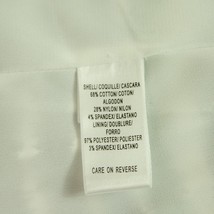 SHELL/ COQUILLE/ CASCARA
68% COTTON/ COTON/
ALGODON
28% NYLON/ NILON
4% SPANDEX/ ELASTANO
LINING/ DOUBLURE/
FORRO
97% POLYESTER/ POLIESTER
3% SPANDEX/ ELASTANO
CARE ON REVERSE